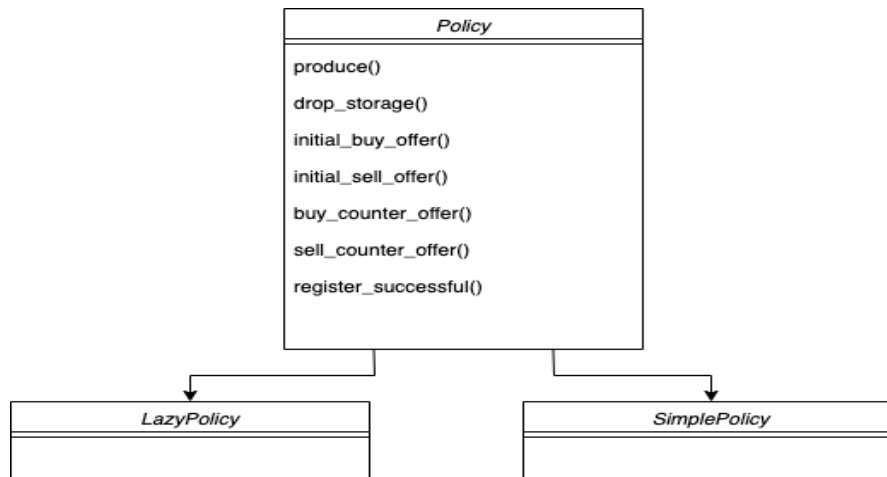 Policy
produce()
drop_storage()
initial_buy_offer()
initial_sell_offer()
buy_counter_offer()
sell_counter_offer()
register_successful()
LazyPolicy
SimplePolicy